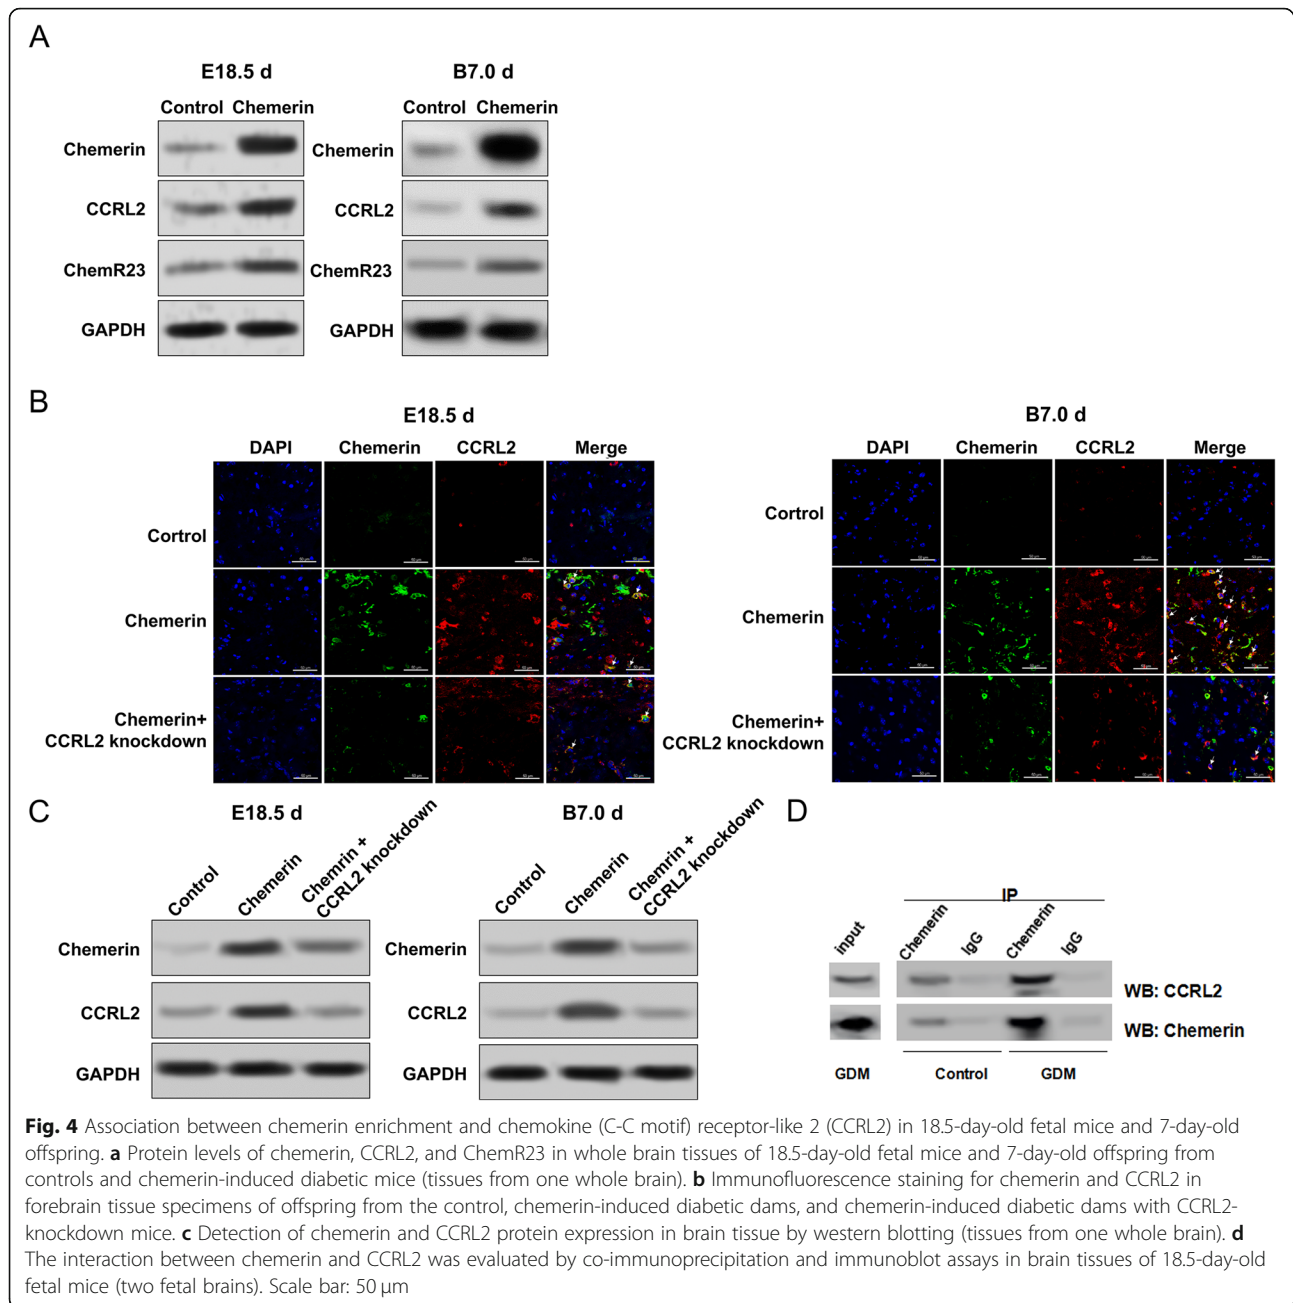 A
E18.5 d
B7.0 d
Control Chemerin
Control Chemerin
Chemerin
Chemerin
CCRL2
CCRL2
ChemR23
ChemR23
GAPDH
GAPDH
B
E18.5 d
B7.0 d
DAPI Chemerin CCRL2 Merge
DAPI Chemerin CCRL2 Merge
Cortrol
Cortrol
Chemerin
Chemerin
Chemerin+
CCRL2 knockdown
Chemerin+
CCRL2 knockdown
C
E18.5 d
B7.0 d
Control
Chemerin
Chemrin +
CCRL2 knockdown
Control
Chemerin
Chemrin+
CCRL2 knockdown
Chemerin
Chemerin
CCRL2
CCRL2
GAPDH
GAPDH
D
IP
input
Chemerin
IgG
Chemerin
IgG
WB: CCRL2
WB: Chemerin
GDM Control GDM
Fig. 4 Association between chemerin enrichment and chemokine (C-C motif) receptor-like 2 (CCRL2) in 18.5-day-old fetal mice and 7-day-old
offspring. a Protein levels of chemerin, CCRL2, and ChemR23 in whole brain tissues of 18.5-day-old fetal mice and 7-day-old offspring from
controls and chemerin-induced diabetic mice (tissues from one whole brain). b Immunofluorescence staining for chemerin and CCRL2 in
forebrain tissue specimens of offspring from the control, chemerin-induced diabetic dams, and chemerin-induced diabetic dams with CCRL2-
knockdown mice. c Detection of chemerin and CCRL2 protein expression in brain tissue by western blotting (tissues from one whole brain). d
The interaction between chemerin and CCRL2 was evaluated by co-immunoprecipitation and immunoblot assays in brain tissues of 18.5-day-old
fetal mice (two fetal brains). Scale bar: 50 μm